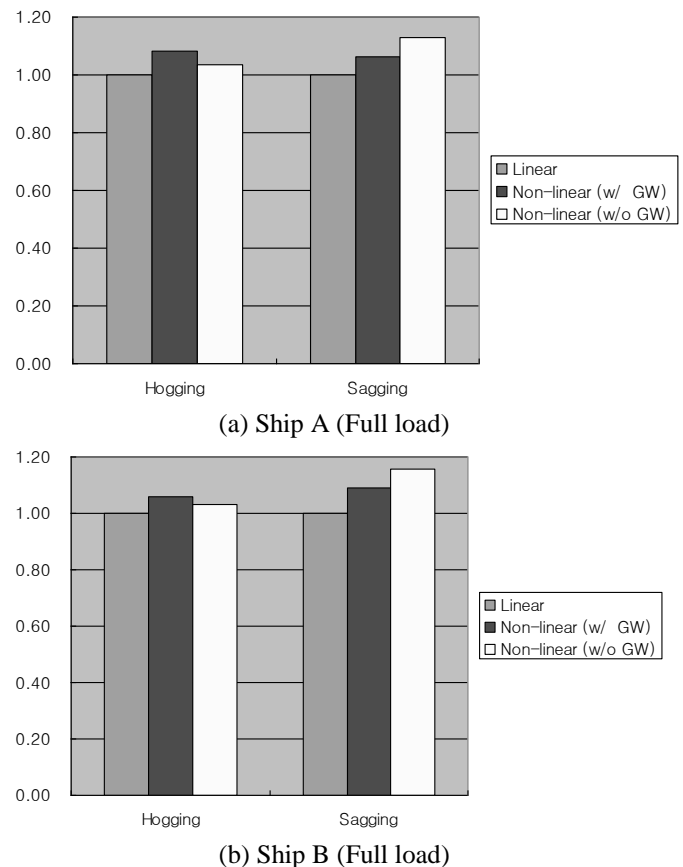 1.20
1.00
0.80
0.60
0.40
0.20
0.00
Hogging Sagging
Linear
Non-linear (w/ GW)
Non-linear (w/o GW)
(a) Ship A (Full load)
1.20
1.00
0.80
0.60
0.40
0.20
0.00
Hogging Sagging
Linear
Non-linear (w/ GW)
Non-linear (w/o GW)
(b) Ship B (Full load)